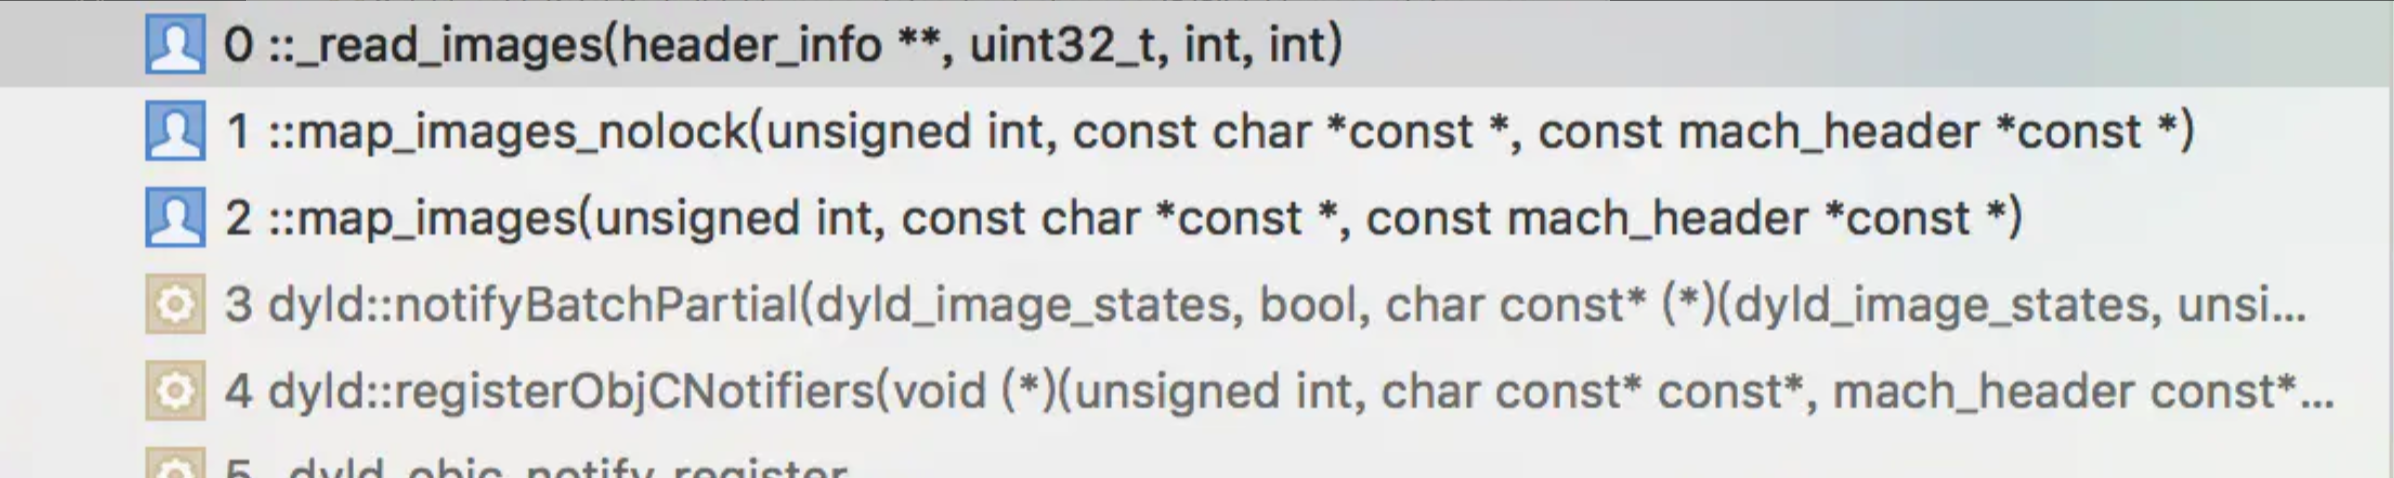 0 ::_read_images(header_info **, uint32_t, int, int)
1 ::map_images_nolock(unsigned int, const char *const *, const mach_header *const *)
2 ::map_images(unsigned int, const char *const *, const mach_header *const *)
3 dyld::notifyBatchPartial(dyld_image_states, bool, char const* (*)(dyld_image_states, unsi...
4 dyld::registerObjCNotifiers(void (*)(unsigned int, char const* const*, mach_header const*...
5 _dyld_objc_notify_register